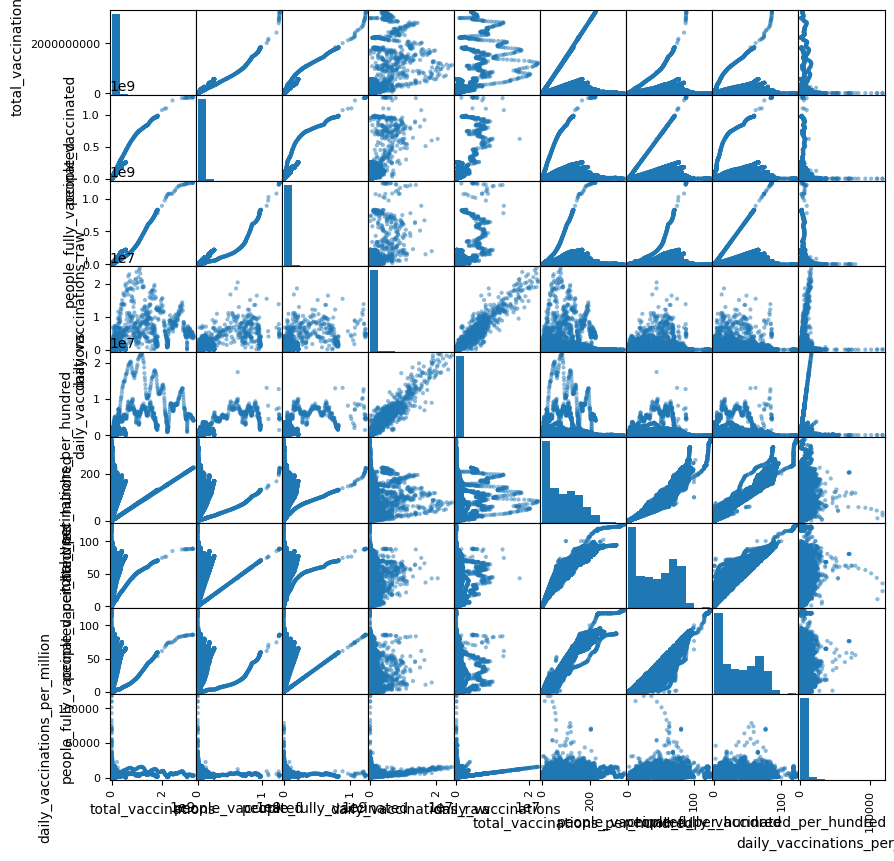 total_vaccinations
2000000000
0
1e9
people_vaccinated
1.0
0.5
0.0
1e9
people_fully_vaccinated
1.0
0.5
0.0
1e7
daily_vaccinations_raw
2
1
0
1e7
daily_vaccinations
2
1
0
total_vaccinations_per_hundred
200
0
people_vaccinated_per_hundred
100
50
0
people_fully_vaccinated_per_hundred
100
50
0
daily_vaccinations_per_million
100000
50000
0
0 2 0 1 0 1 0 2 0 2 0 200 0 100 0 100 0 100000
1e9 1e9 1e9 1e7 1e7
total_vaccinations people_vaccinated people_fully_vaccinated daily_vaccinations_raw daily_vaccinations
total_vaccinations_per_hundred people_vaccinated_per_hundred people_fully_vaccinated_per_hundred
daily_vaccinations_per